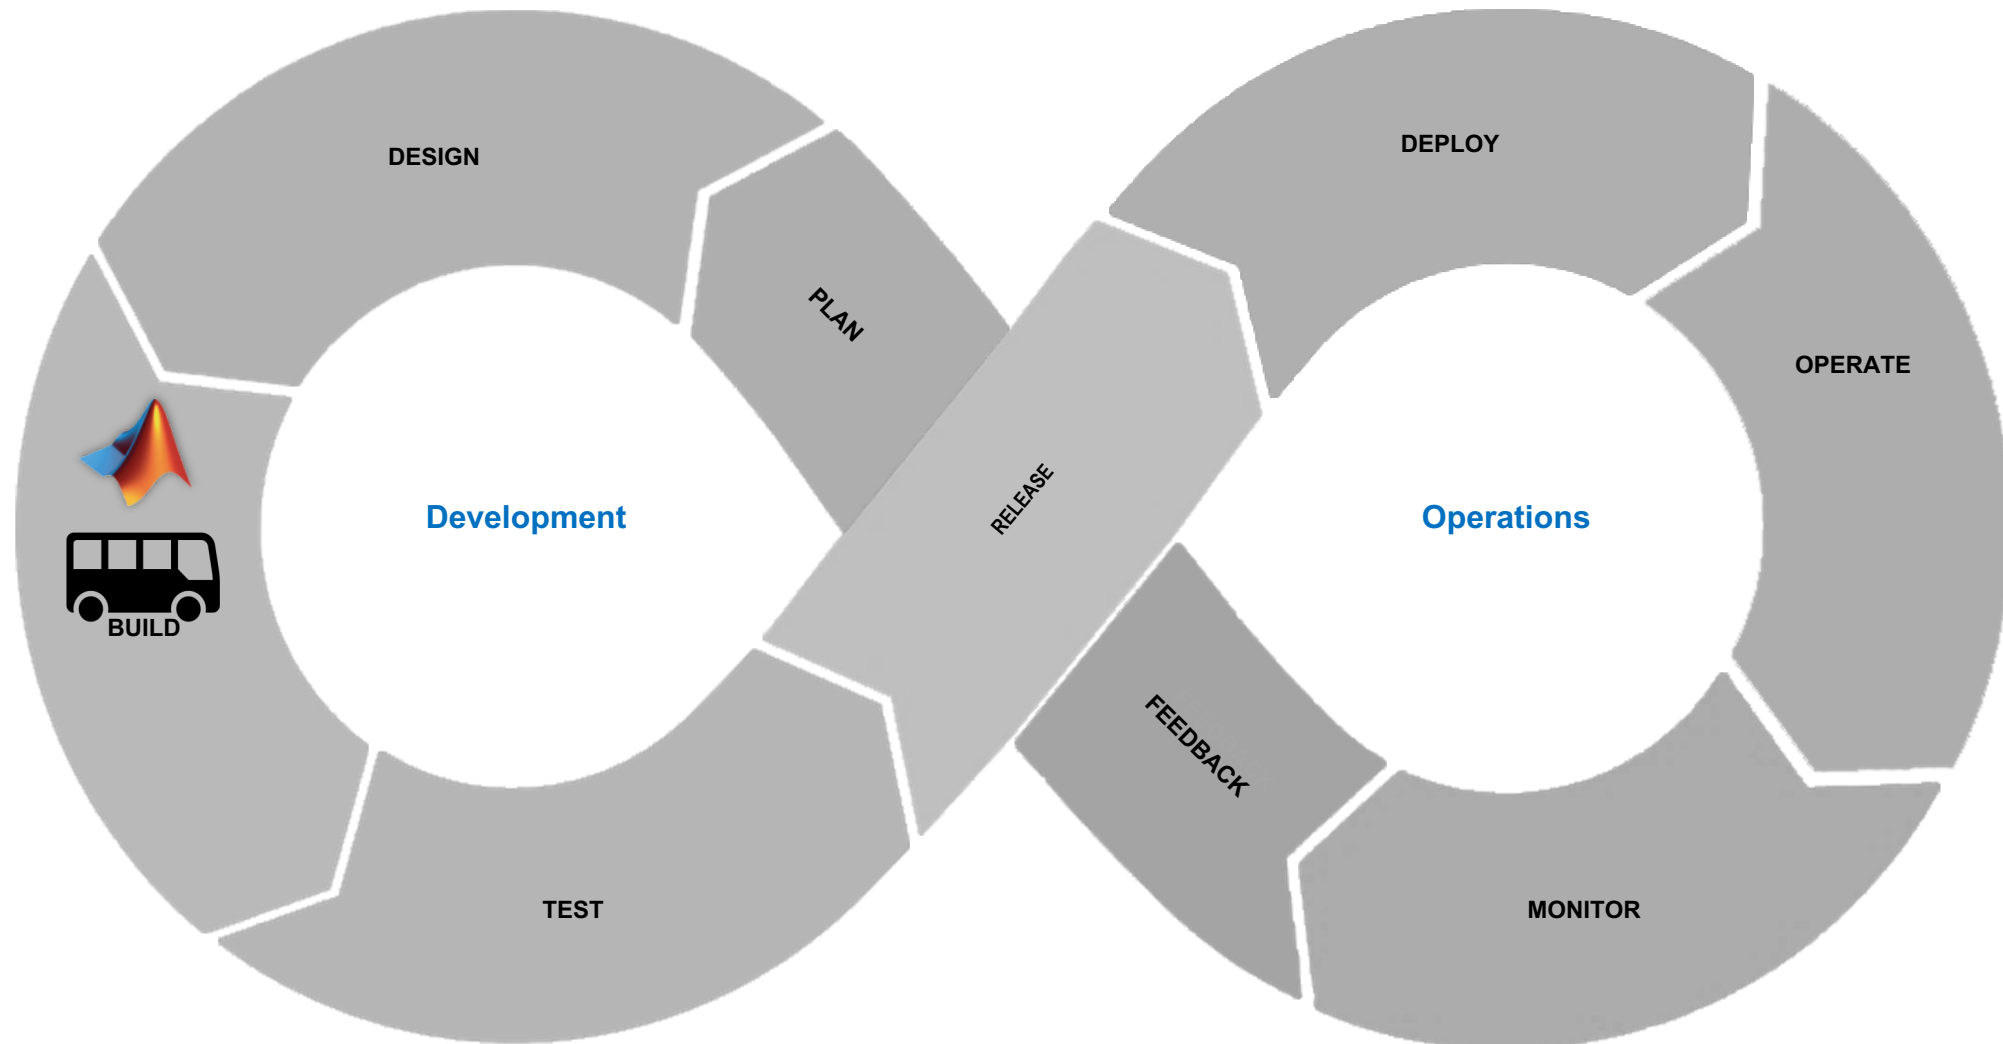 DESIGN
DEPLOY
PLAN
OPERATE
RELEASE
Development
Operations
BUILD
FEEDBACK
TEST
MONITOR